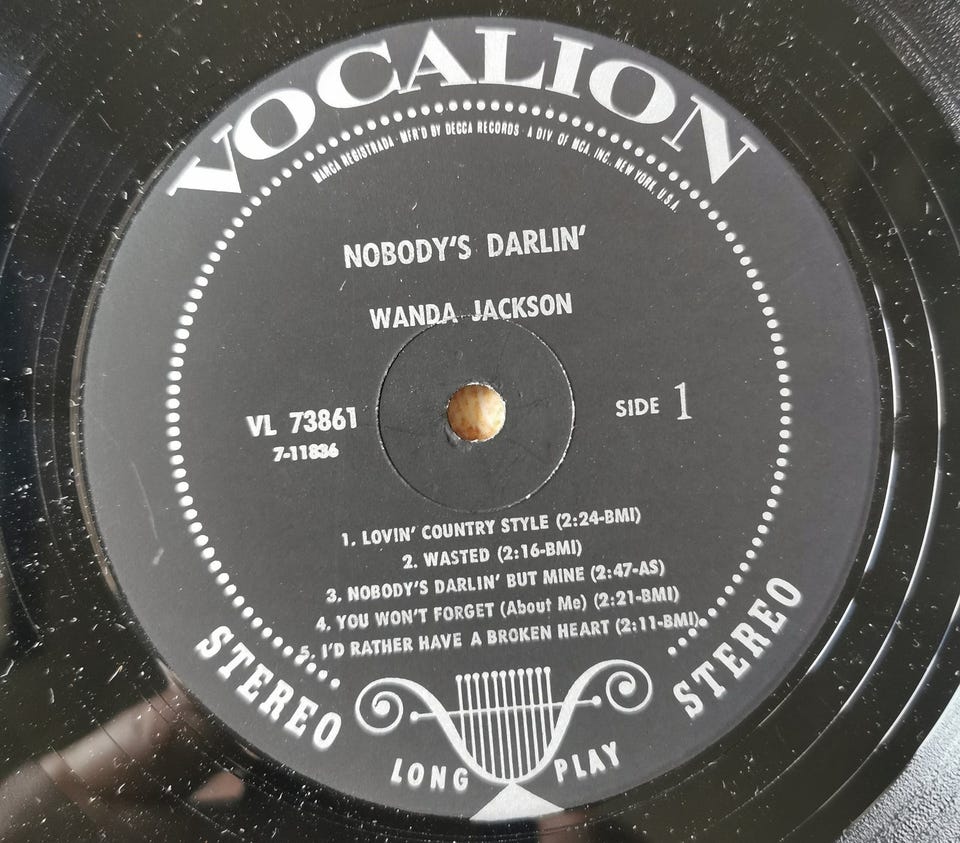 VOCALION
MARCA REGISTRADA · MFR'D BY DECCA RECORDS · A DIV. OF MCA, INC., NEW YORK, U.S.A.
NOBODY'S DARLIN'
WANDA JACKSON
VL 73861
7-11836
SIDE 1
1. LOVIN' COUNTRY STYLE (2:24-BMI)
2. WASTED (2:16-BMI)
3. NOBODY'S DARLIN' BUT MINE (2:47-AS)
4. YOU WON'T FORGET (About Me) (2:21-BMI)
5. I'D RATHER HAVE A BROKEN HEART (2:11-BMI)
STEREO
LONG PLAY
STEREO